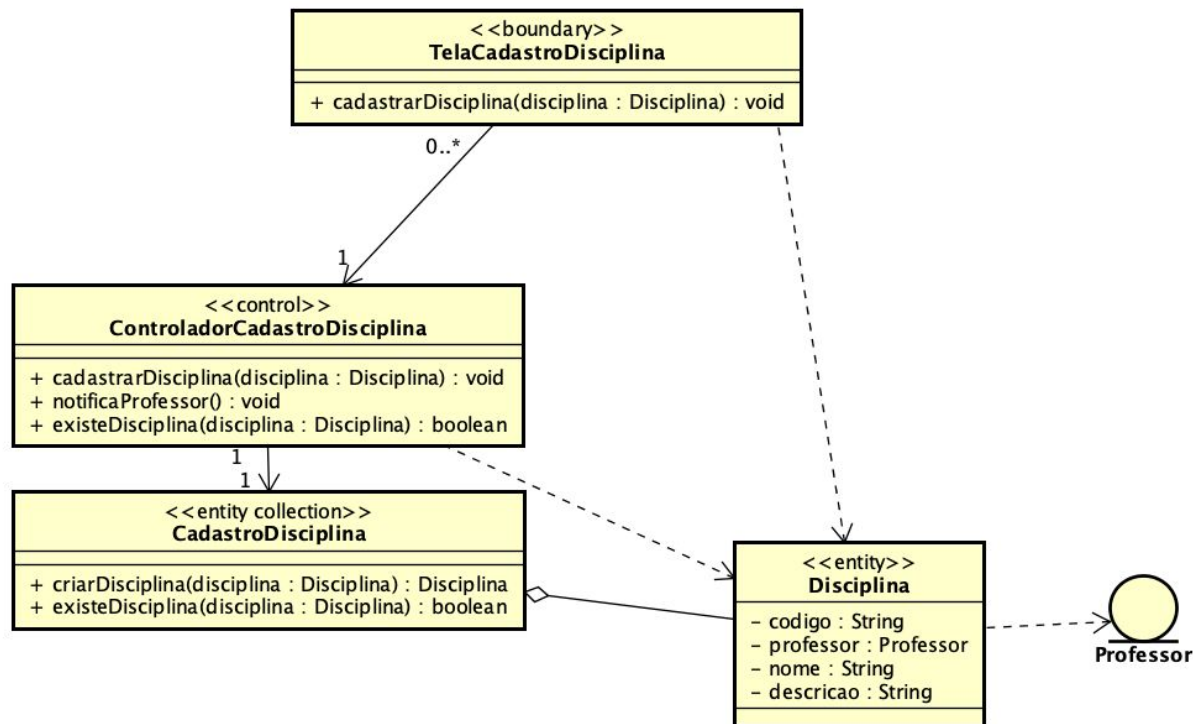 <<boundary>>
TelaCadastroDisciplina
+ cadastrarDisciplina(disciplina : Disciplina) : void
0..*
1
<<control>>
ControladorCadastroDisciplina
+ cadastrarDisciplina(disciplina : Disciplina) : void
+ notificaProfessor() : void
+ existeDisciplina(disciplina : Disciplina) : boolean
1
1
<<entity collection>>
CadastroDisciplina
+ criarDisciplina(disciplina : Disciplina) : Disciplina
+ existeDisciplina(disciplina : Disciplina) : boolean
<<entity>>
Disciplina
- codigo : String
- professor : Professor
- nome : String
- descricao : String
Professor